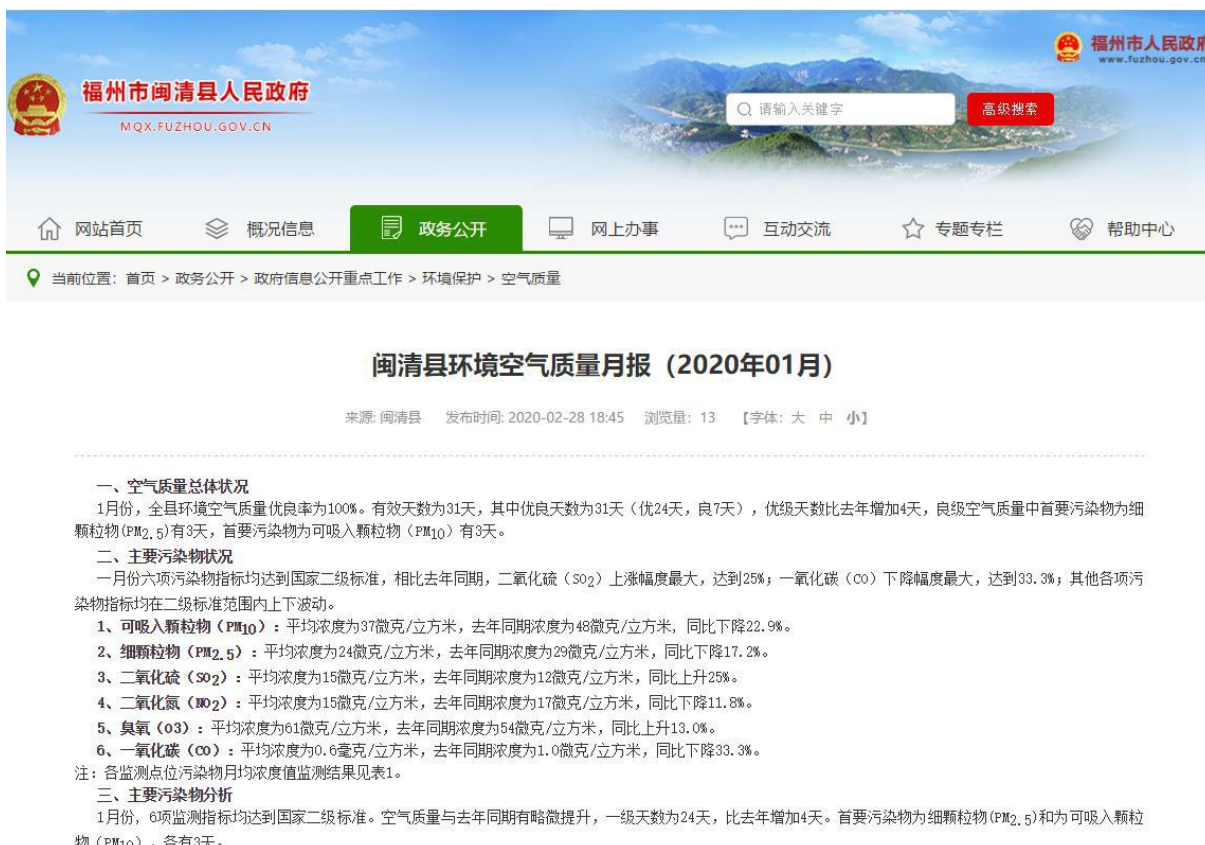 福州市人民政府
www.fuzhou.gov.cn
福州市闽清县人民政府
MQX.FUZHOU.GOV.CN
请输入关键字
高级搜索
网站首页 概况信息 政务公开 网上办事 互动交流 专题专栏 帮助中心
当前位置：首页 > 政务公开 > 政府信息公开重点工作 > 环境保护 > 空气质量
闽清县环境空气质量月报（2020年01月）
来源: 闽清县 发布时间: 2020-02-28 18:45 浏览量：13 【字体：大 中 小】
一、空气质量总体状况
1月份，全县环境空气质量优良率为100%。有效天数为31天，其中优良天数为31天（优24天，良7天），优级天数比去年增加4天，良级空气质量中首要污染物为细
颗粒物(PM2.5)有3天，首要污染物为可吸入颗粒物（PM10）有3天。
二、主要污染物状况
一月份六项污染物指标均达到国家二级标准，相比去年同期，二氧化硫（SO2）上涨幅度最大，达到25%；一氧化碳（CO）下降幅度最大，达到33.3%；其他各项污
染物指标均在二级标准范围内上下波动。
1、可吸入颗粒物（PM10）：平均浓度为37微克/立方米，去年同期浓度为48微克/立方米，同比下降22.9%。
2、细颗粒物（PM2.5）：平均浓度为24微克/立方米，去年同期浓度为29微克/立方米，同比下降17.2%。
3、二氧化硫（SO2）：平均浓度为15微克/立方米，去年同期浓度为12微克/立方米，同比上升25%。
4、二氧化氮（NO2）：平均浓度为15微克/立方米，去年同期浓度为17微克/立方米，同比下降11.8%。
5、臭氧（O3）：平均浓度为61微克/立方米，去年同期浓度为54微克/立方米，同比上升13.0%。
6、一氧化碳（CO）：平均浓度为0.6毫克/立方米，去年同期浓度为1.0微克/立方米，同比下降33.3%。
注：各监测点位污染物月均浓度值监测结果见表1。
三、主要污染物分析
1月份，6项监测指标均达到国家二级标准。空气质量与去年同期有略微提升，一级天数为24天，比去年增加4天。首要污染物为细颗粒物(PM2.5)和为可吸入颗粒
物（PM10），各有3天。